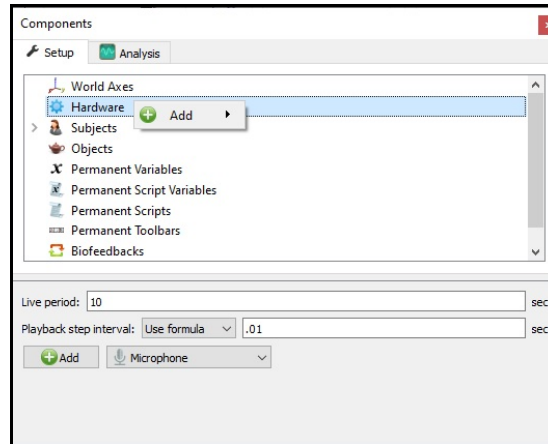 Components
Setup Analysis
World Axes
Hardware
Add
Subjects
Objects
Permanent Variables
Permanent Script Variables
Permanent Scripts
Permanent Toolbars
Biofeedbacks
Live period: 10 sec
Playback step interval: Use formula .01 sec
Add Microphone